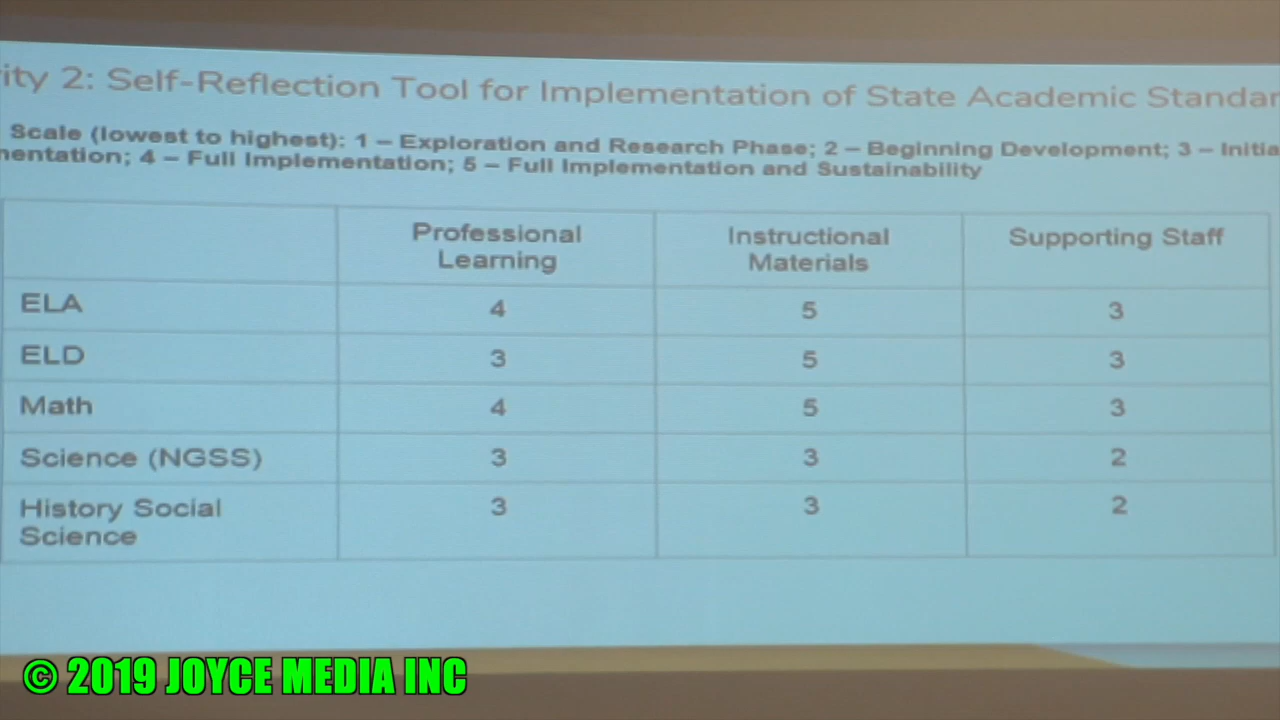 ity 2: Self-Reflection Tool for Implementation of State Academic Standar
Scale (lowest to highest): 1 – Exploration and Research Phase; 2 – Beginning Development; 3 – Initia
mentation; 4 – Full Implementation; 5 – Full Implementation and Sustainability
Professional Learning Instructional Materials Supporting Staff
ELA 4 5 3
ELD 3 5 3
Math 4 5 3
Science (NGSS) 3 3 2
History Social Science 3 3 2
© 2019 JOYCE MEDIA INC